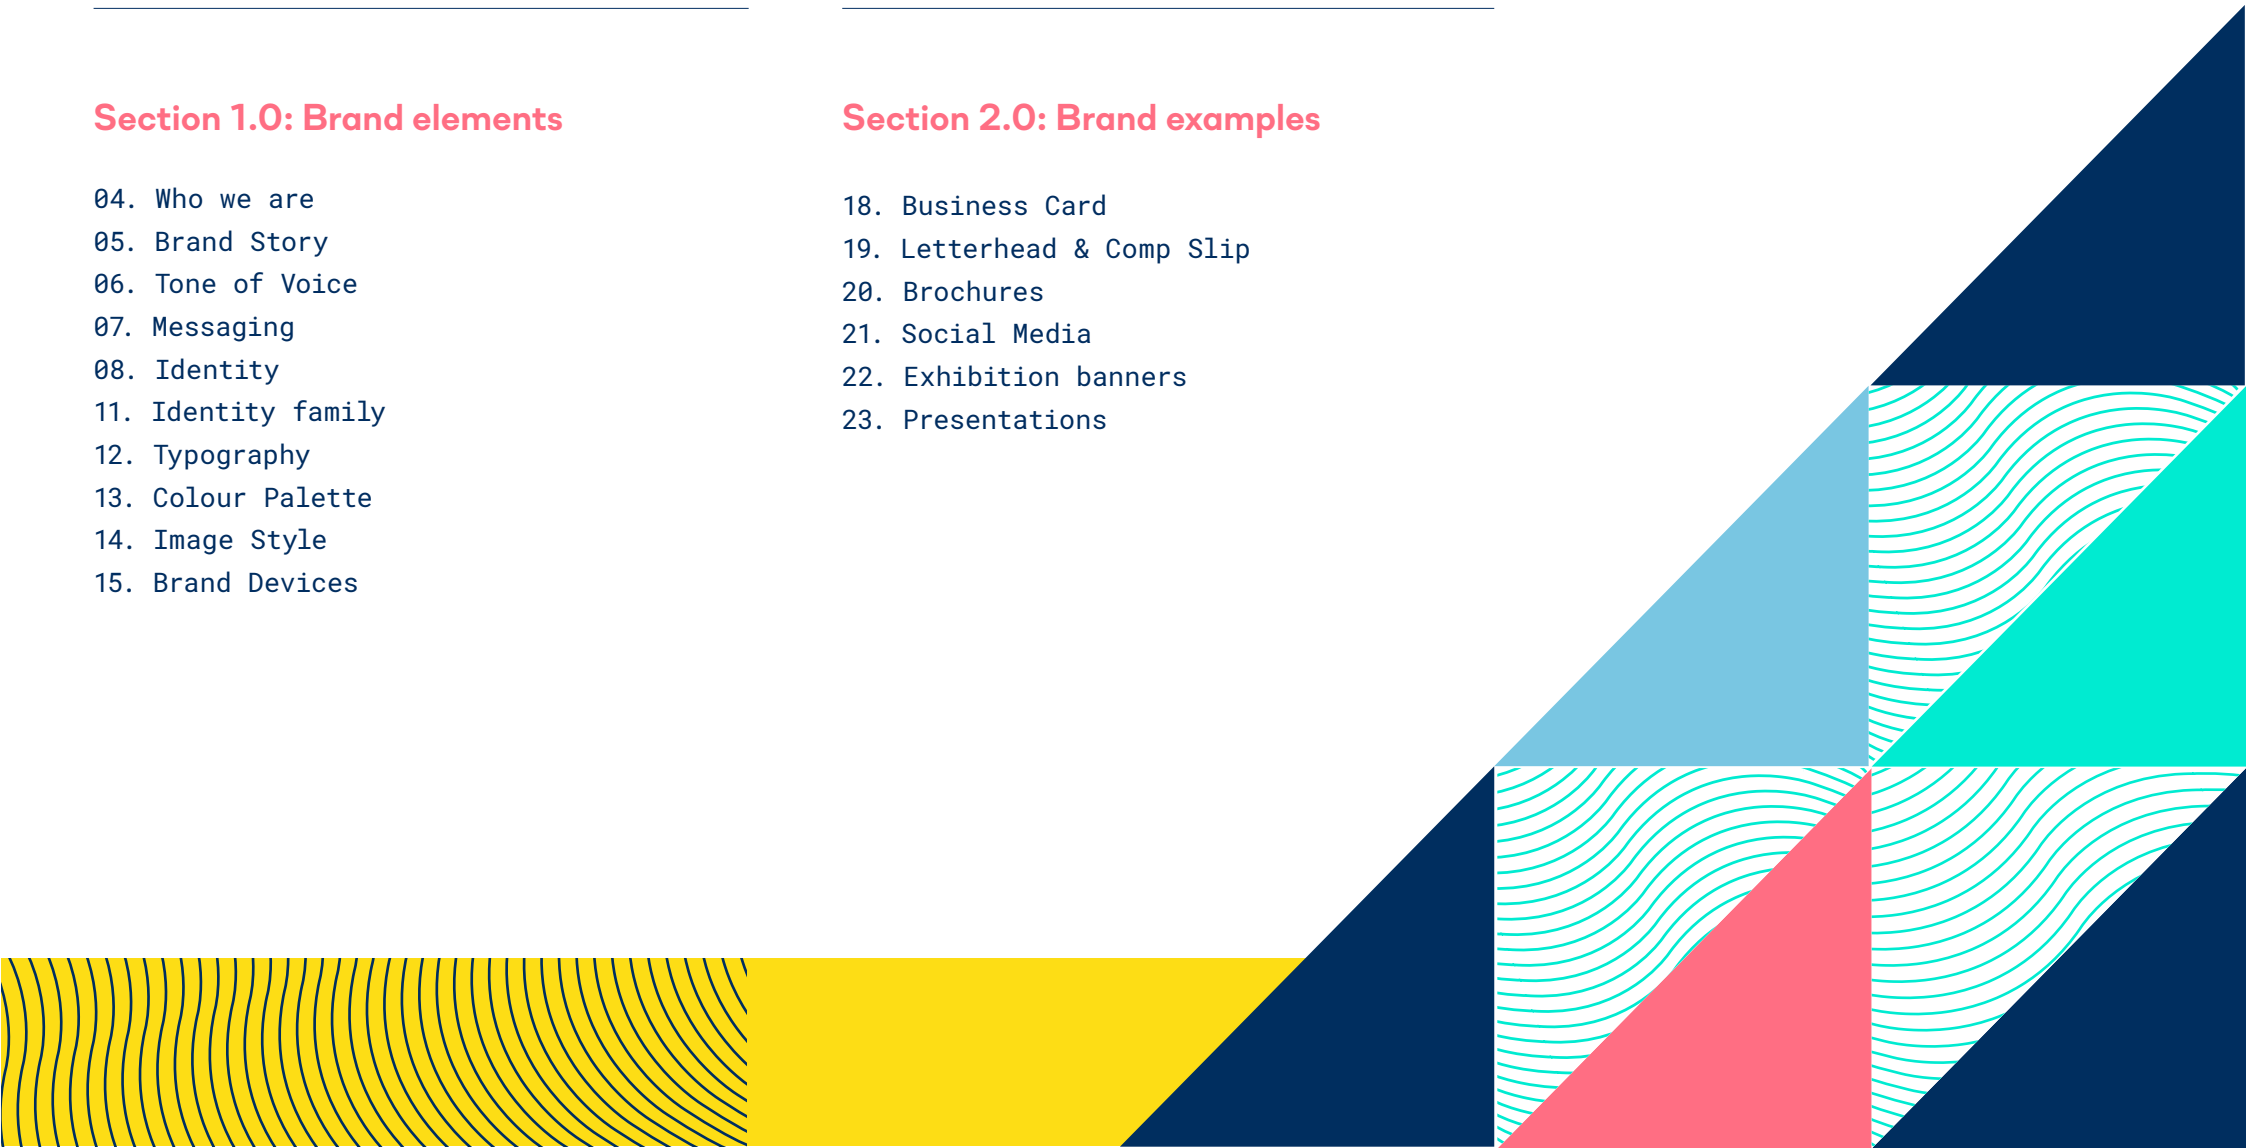 Section 1.0: Brand elements
04. Who we are
05. Brand Story
06. Tone of Voice
07. Messaging
08. Identity
11. Identity family
12. Typography
13. Colour Palette
14. Image Style
15. Brand Devices
Section 2.0: Brand examples
18. Business Card
19. Letterhead & Comp Slip
20. Brochures
21. Social Media
22. Exhibition banners
23. Presentations